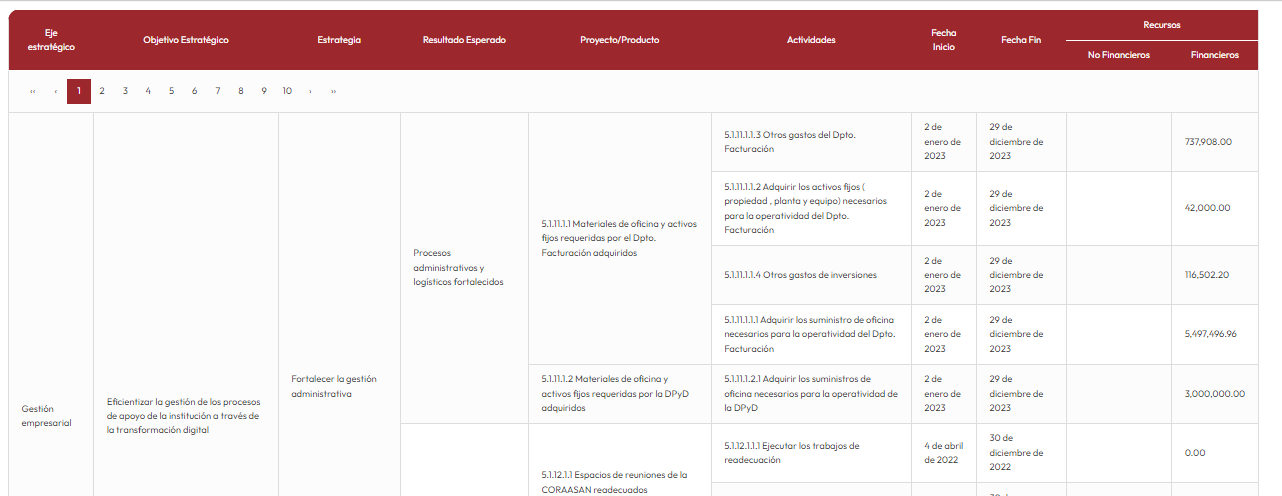 Eje
estratégico
Objetivo Estratégico
Estrategia
Resultado Esperado
Proyecto/Producto
Actividades
Fecha
Inicio
Fecha Fin
Recursos
No Financieros
Financieros
‹‹ ‹ 1 2 3 4 5 6 7 8 9 10 › ››
Gestión
empresarial
Eficientizar la gestión de los procesos
de apoyo de la institución a través de
la transformación digital
Fortalecer la gestión
administrativa
Procesos
administrativos y
logísticos fortalecidos
5.1.11.1.1 Materiales de oficina y activos
fijos requeridas por el Dpto.
Facturación adquiridos
5.1.11.1.1.3 Otros gastos del Dpto.
Facturación
2 de
enero de
2023
29 de
diciembre de
2023
737,908.00
5.1.11.1.1.2 Adquirir los activos fijos (
propiedad , planta y equipo) necesarios
para la operatividad del Dpto.
Facturación
2 de
enero de
2023
29 de
diciembre de
2023
42,000.00
5.1.11.1.1.4 Otros gastos de inversiones
2 de
enero de
2023
29 de
diciembre de
2023
116,502.20
5.1.11.1.1.1 Adquirir los suministro de oficina
necesarios para la operatividad del Dpto.
Facturación
2 de
enero de
2023
29 de
diciembre de
2023
5,497,496.96
5.1.11.1.2 Materiales de oficina y
activos fijos requeridas por la DPyD
adquiridos
5.1.11.1.2.1 Adquirir los suministros de
oficina necesarios para la operatividad de
la DPyD
2 de
enero de
2023
29 de
diciembre de
2023
3,000,000.00
5.1.12.1.1 Espacios de reuniones de la
CORAASAN readecuados
5.1.12.1.1.1 Ejecutar los trabajos de
readecuación
4 de abril
de 2022
30 de
diciembre de
2022
0.00